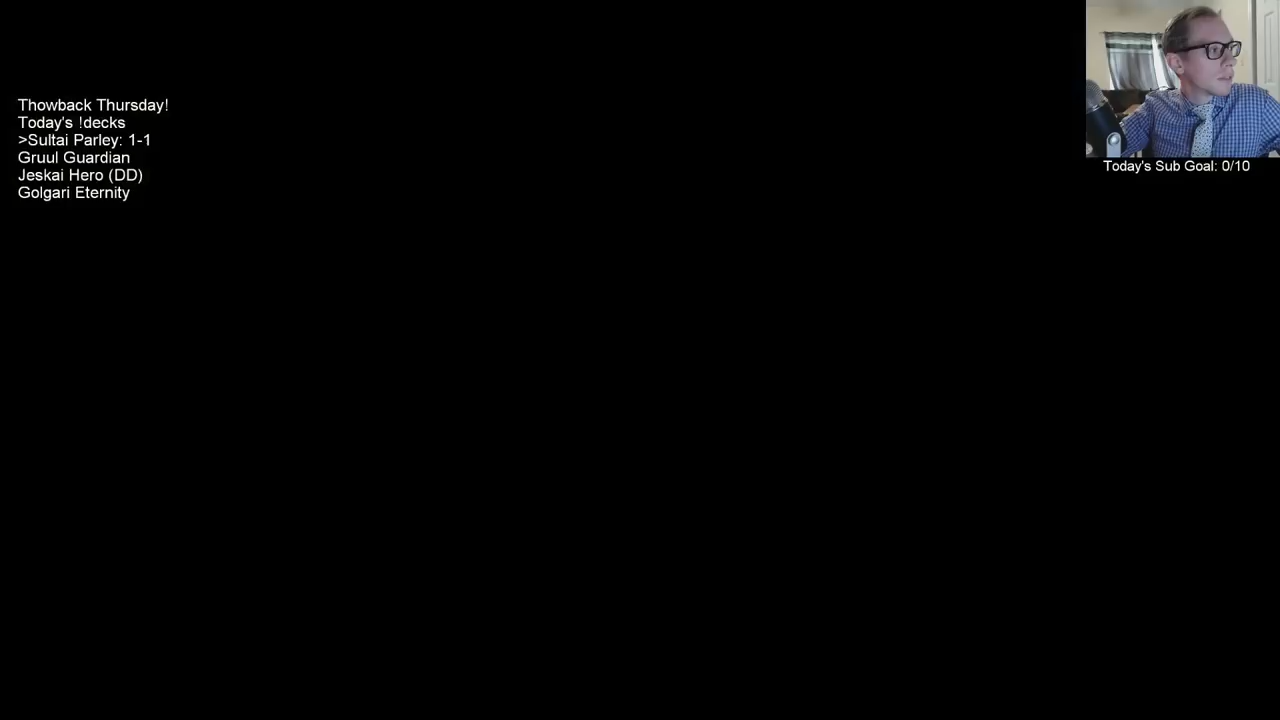 Thowback Thursday!
Today's !decks
>Sultai Parley: 1-1
Gruul Guardian
Jeskai Hero (DD)
Golgari Eternity
Today's Sub Goal: 0/10